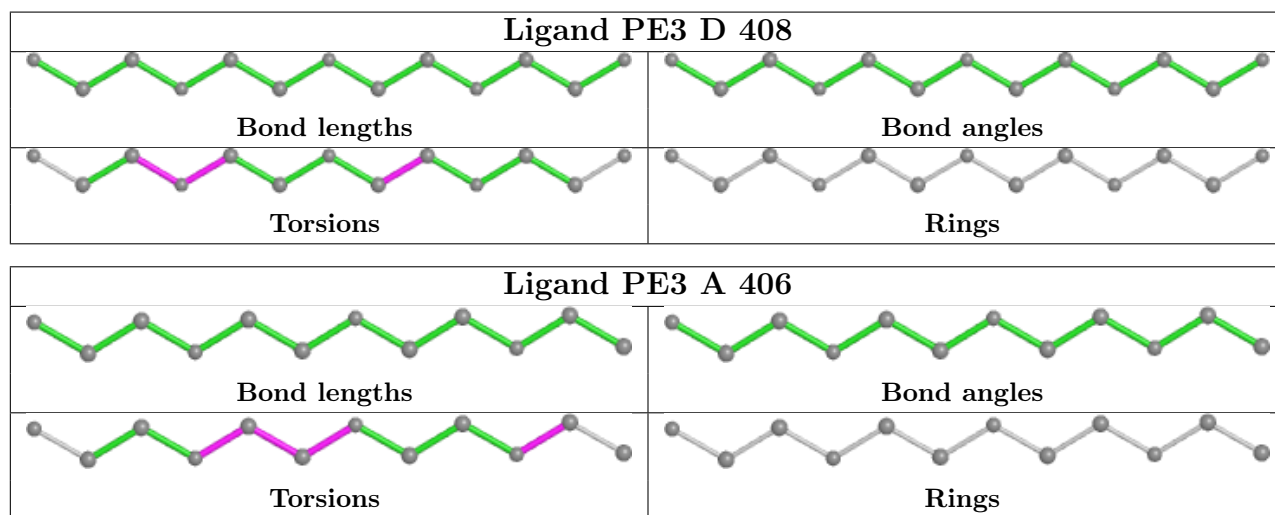 Ligand PE3 D 408
Bond lengths
Bond angles
Torsions
Rings
Ligand PE3 A 406
Bond lengths
Bond angles
Torsions
Rings